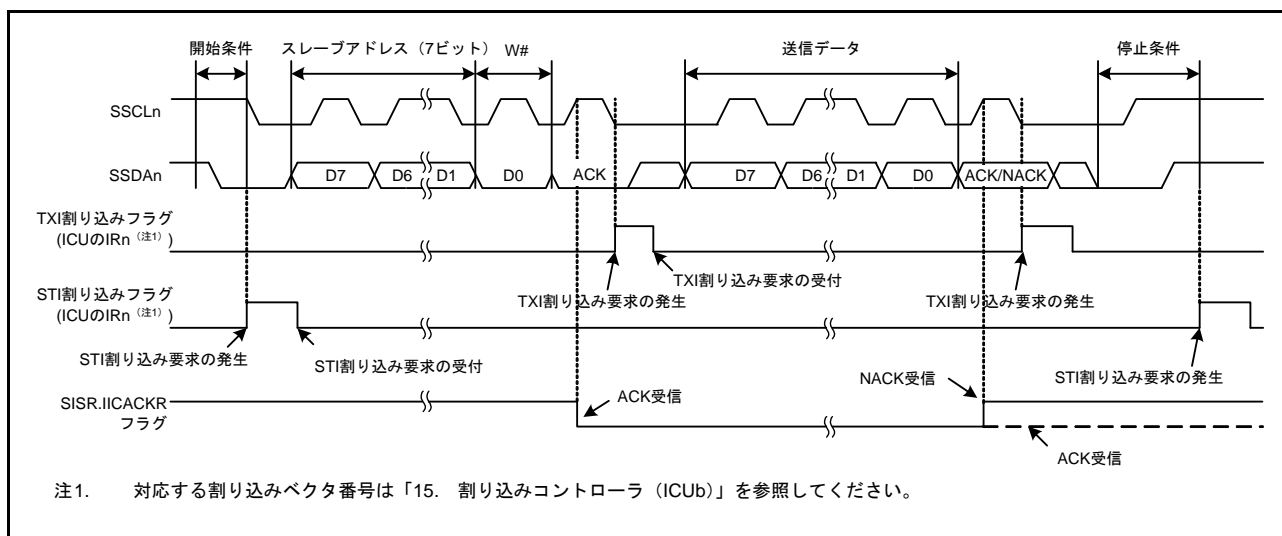 開始条件
スレーブアドレス（7ビット） W#
送信データ
停止条件
SSCLn
SSDAn
D7 D6 D1 D0 ACK D7 D6 D1 D0 ACK/NACK
TXI割り込みフラグ
(ICUのIRn（注1）)
TXI割り込み要求の発生
TXI割り込み要求の受付
TXI割り込み要求の発生
STI割り込みフラグ
(ICUのIRn（注1）)
STI割り込み要求の発生
STI割り込み要求の受付
STI割り込み要求の発生
SISR.IICACKR
フラグ
ACK受信
NACK受信
ACK受信
注1. 対応する割り込みベクタ番号は「15. 割り込みコントローラ（ICUb）」を参照してください。